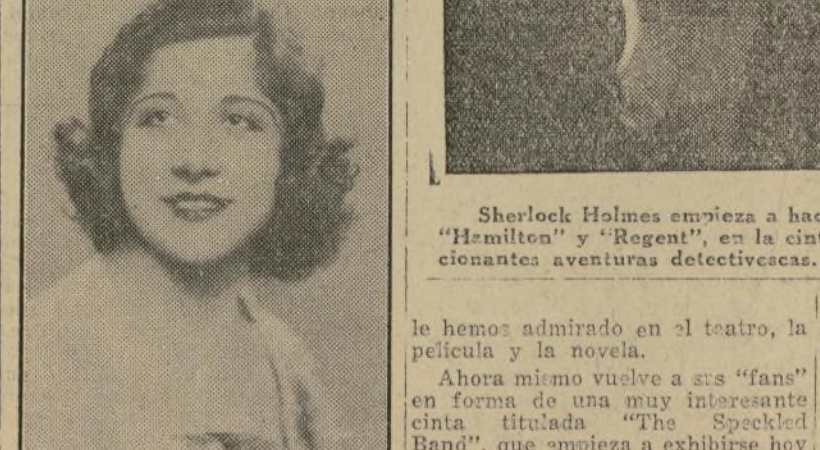 Sherlock Holmes empieza a hac
"Hamilton" y "Regent", en la cint
cionantes aventuras detectivescas.
le hemos admirado en el teatro, la
película y la novela.
Ahora mismo vuelve a sus "fans"
en forma de una muy interesante
cinta titulada "The Speckled
Band", que empieza a exhibirse hoy